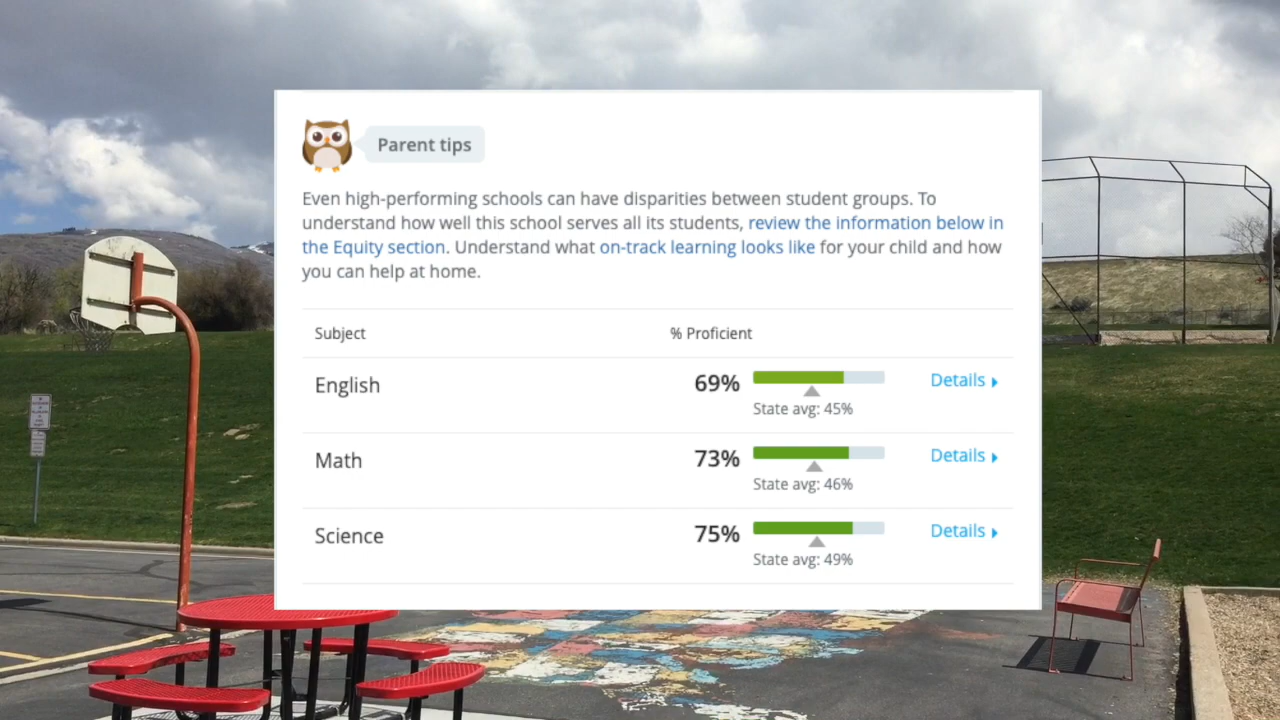 Parent tips
Even high-performing schools can have disparities between student groups. To
understand how well this school serves all its students, review the information below in
the Equity section. Understand what on-track learning looks like for your child and how
you can help at home.
Subject % Proficient
English 69% Details
State avg: 45%
Math 73% Details
State avg: 46%
Science 75% Details
State avg: 49%